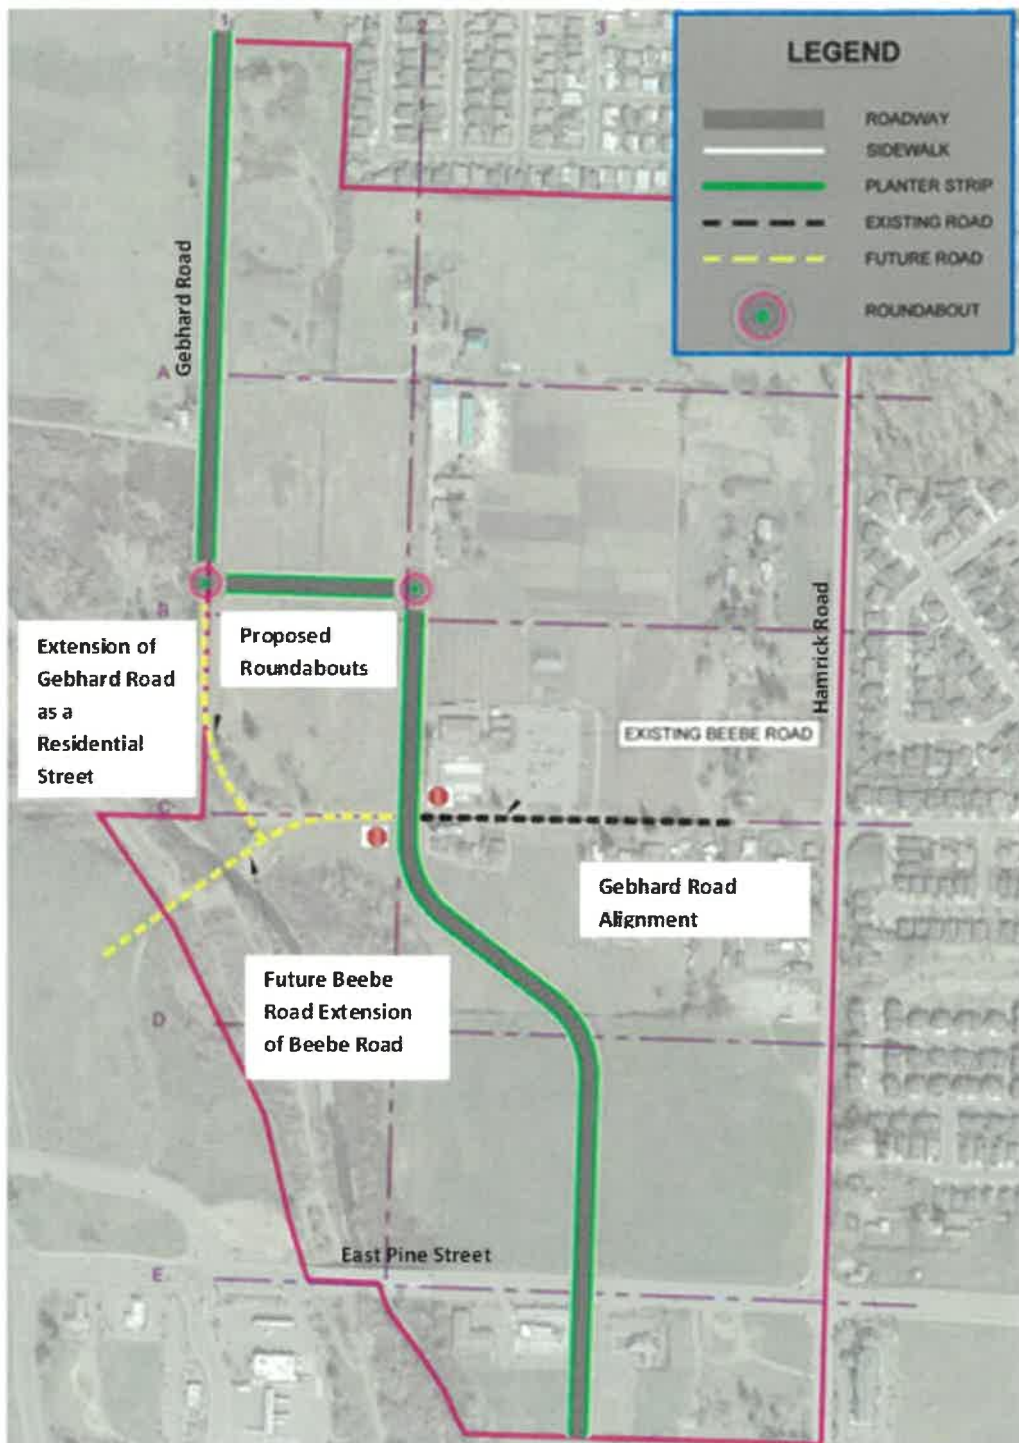 1
2
3
LEGEND
ROADWAY
SIDEWALK
PLANTER STRIP
EXISTING ROAD
FUTURE ROAD
ROUNDABOUT
Gebhard Road
A
B
Extension of
Gebhard Road
as a
Residential
Street
Proposed
Roundabouts
Hamrick Road
EXISTING BEEBE ROAD
C
Gebhard Road
Alignment
Future Beebe
Road Extension
of Beebe Road
D
East Pine Street
E